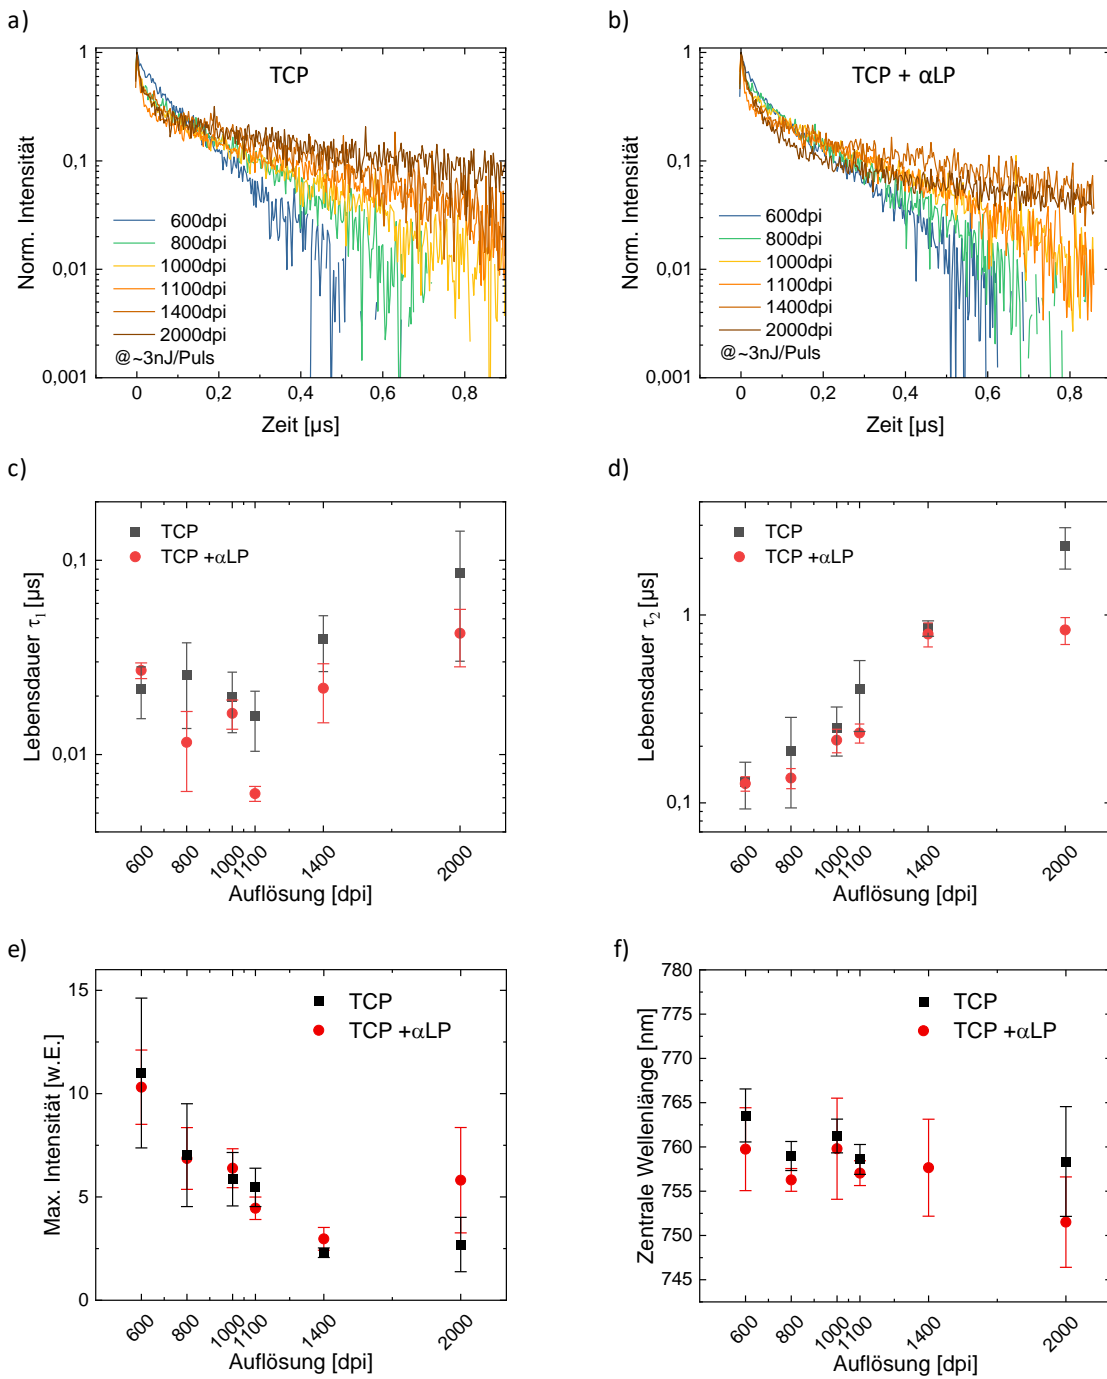 a)
TCP
Norm. Intensität
1
0,1
0,01
0,001
600dpi
800dpi
1000dpi
1100dpi
1400dpi
2000dpi
@~3nJ/Puls
0
0,2
0,4
0,6
0,8
Zeit [µs]
b)
TCP + αLP
Norm. Intensität
1
0,1
0,01
0,001
600dpi
800dpi
1000dpi
1100dpi
1400dpi
2000dpi
@~3nJ/Puls
0
0,2
0,4
0,6
0,8
Zeit [µs]
c)
TCP
TCP +αLP
Lebensdauer τ₁ [µs]
0,1
0,01
600
800
1000
1100
1400
2000
Auflösung [dpi]
d)
TCP
TCP +αLP
Lebensdauer τ₂ [µs]
1
0,1
600
800
1000
1100
1400
2000
Auflösung [dpi]
e)
TCP
TCP +αLP
Max. Intensität [w.E.]
15
10
5
0
600
800
1000
1100
1400
2000
Auflösung [dpi]
f)
TCP
TCP +αLP
Zentrale Wellenlänge [nm]
780
775
770
765
760
755
750
745
600
800
1000
1100
1400
2000
Auflösung [dpi]